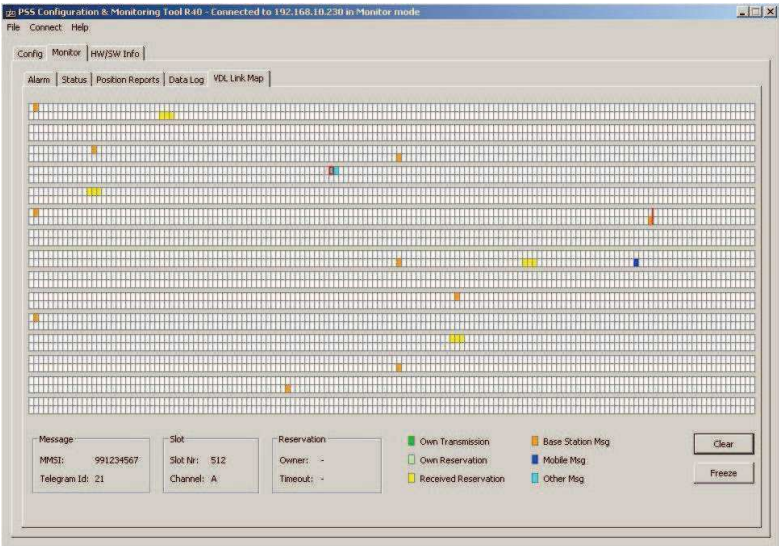 PSS Configuration & Monitoring Tool R40 - Connected to 192.168.10.230 in Monitor mode
File Connect Help
Config Monitor HW/SW Info
Alarm Status Position Reports Data Log VDL Link Map
Message
MMSI: 991234567
Telegram Id: 21
Slot
Slot Nr: 512
Channel: A
Reservation
Owner: -
Timeout: -
Own Transmission
Own Reservation
Received Reservation
Base Station Msg
Mobile Msg
Other Msg
Clear
Freeze